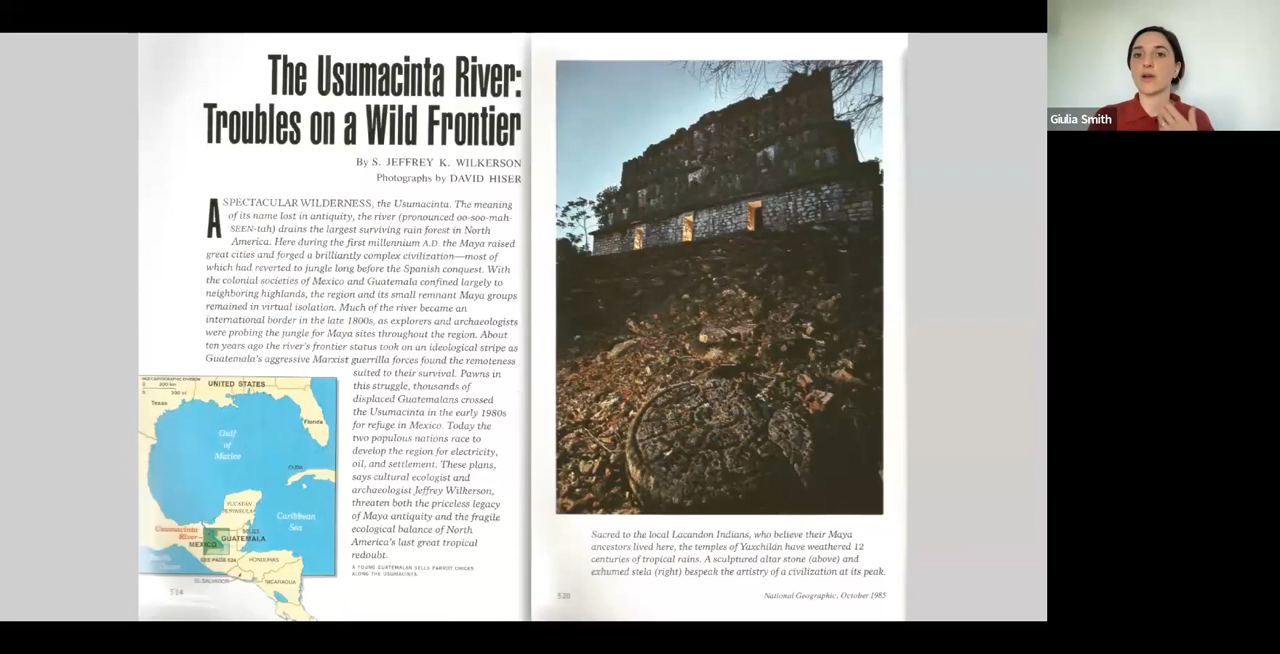 The Usumacinta River:
Troubles on a Wild Frontier
By S. JEFFREY K. WILKERSON
Photographs by DAVID HISER
A SPECTACULAR WILDERNESS, the Usumacinta. The meaning
of its name lost in antiquity, the river (pronounced oo-soo-mah-
SEEN-tah) drains the largest surviving rain forest in North
America. Here during the first millennium A.D. the Maya raised
great cities and forged a brilliantly complex civilization—most of
which had reverted to jungle long before the Spanish conquest. With
the colonial societies of Mexico and Guatemala confined largely to
neighboring highlands, the region and its small remnant Maya groups
remained in virtual isolation. Much of the river became an
international border in the late 1800s, as explorers and archaeologists
were probing the jungle for Maya sites throughout the region. About
ten years ago the river's frontier status took on an ideological stripe as
Guatemala's aggressive Marxist guerrilla forces found the remoteness
suited to their survival. Pawns in
this struggle, thousands of
displaced Guatemalans crossed
the Usumacinta in the early 1980s
for refuge in Mexico. Today the
two populous nations race to
develop the region for electricity,
oil, and settlement. These plans,
says cultural ecologist and
archaeologist Jeffrey Wilkerson,
threaten both the priceless legacy
of Maya antiquity and the fragile
ecological balance of North
America's last great tropical
redoubt.
A YOUNG GUATEMALAN SELLS PARROT CHICKS
ALONG THE USUMACINTA.
UNITED STATES
Texas
Florida
Gulf
of
Mexico
CUBA
YUCATAN
PENINSULA
Caribbean
Sea
Usumacinta
River
BELIZE
MEXICO
GUATEMALA
SEE PAGE 524
HONDURAS
EL SALVADOR
NICARAGUA
514
Sacred to the local Lacandon Indians, who believe their Maya
ancestors lived here, the temples of Yaxchilán have weathered 12
centuries of tropical rains. A sculptured altar stone (above) and
exhumed stela (right) bespeak the artistry of a civilization at its peak.
520
National Geographic, October 1985
Giulia Smith